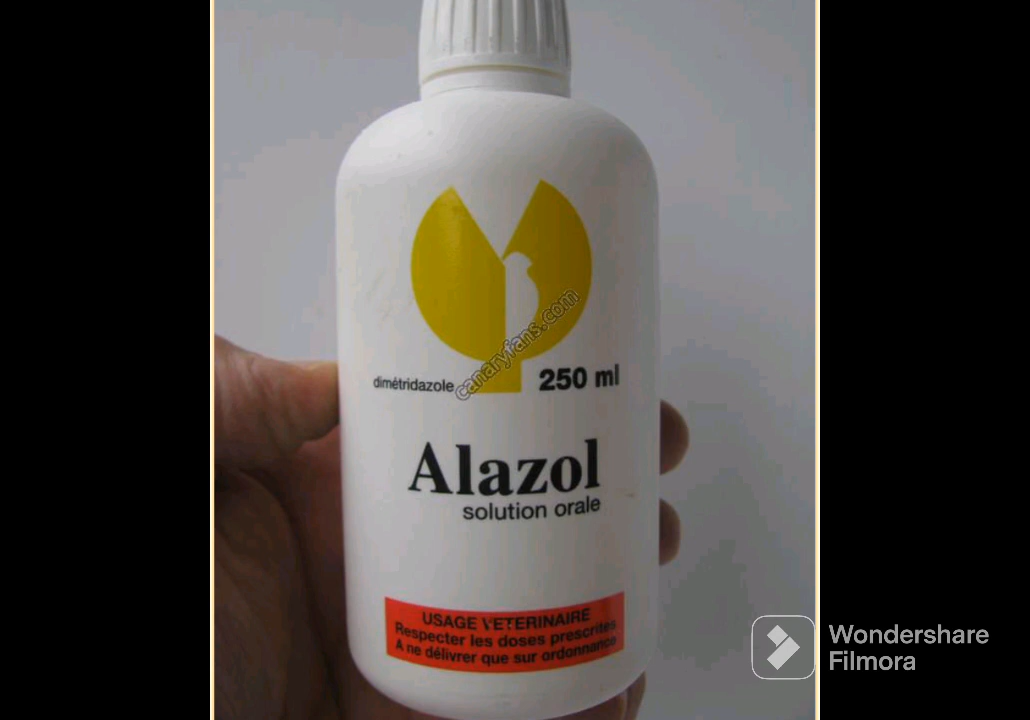 canaryfans.com
dimétridazole
250 ml
Alazol
solution orale
USAGE VETERINAIRE
Respecter les doses prescrites
A ne délivrer que sur ordonnance
Wondershare
Filmora